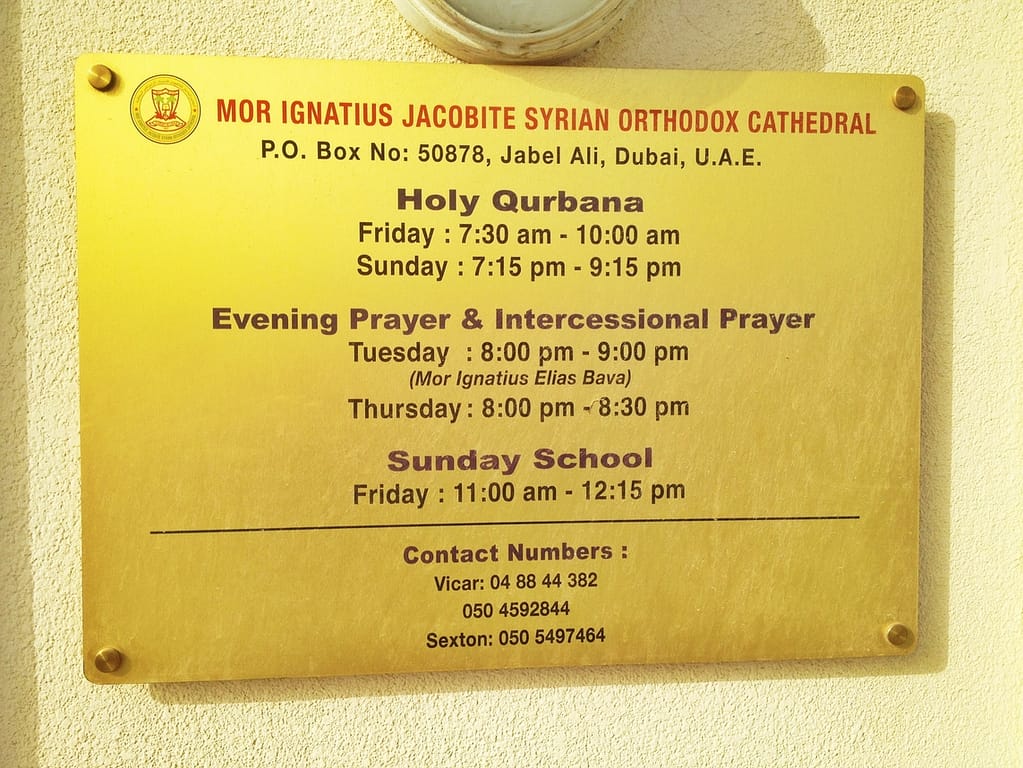 MOR IGNATIUS JACOBITE SYRIAN ORTHODOX CATHEDRAL
P.O. Box No: 50878, Jabel Ali, Dubai, U.A.E.
Holy Qurbana
Friday : 7:30 am - 10:00 am
Sunday : 7:15 pm - 9:15 pm
Evening Prayer & Intercessional Prayer
Tuesday : 8:00 pm - 9:00 pm
(Mor Ignatius Elias Bava)
Thursday : 8:00 pm - 8:30 pm
Sunday School
Friday : 11:00 am - 12:15 pm
Contact Numbers :
Vicar: 04 88 44 382
050 4592844
Sexton: 050 5497464